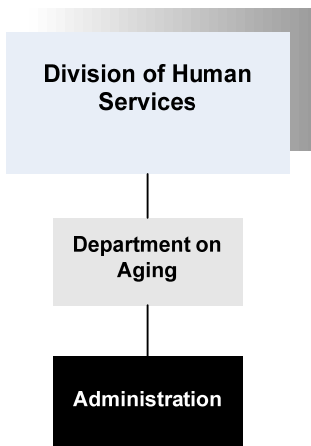 Division of Human
Services
Department on
Aging
Administration